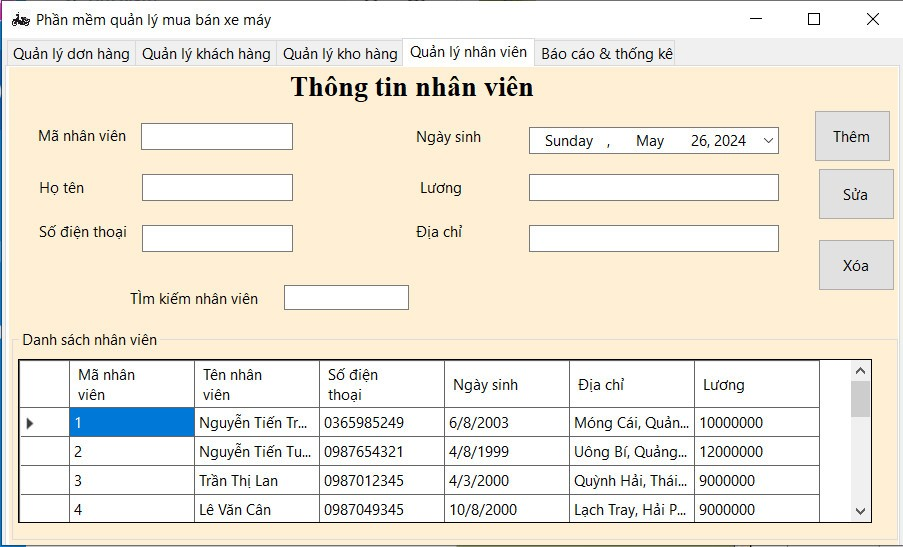 Phần mềm quản lý mua bán xe máy
Quản lý đơn hàng Quản lý khách hàng Quản lý kho hàng Quản lý nhân viên Báo cáo & thống kê
Thông tin nhân viên
Mã nhân viên Ngày sinh Sunday , May 26, 2024 Thêm
Họ tên Lương Sửa
Số điện thoại Địa chỉ Xóa
TÌm kiếm nhân viên
Danh sách nhân viên
Mã nhân viên Tên nhân viên Số điện thoại Ngày sinh Địa chỉ Lương
1 Nguyễn Tiến Tr... 0365985249 6/8/2003 Móng Cái, Quản... 10000000
2 Nguyễn Tiến Tu... 0987654321 4/8/1999 Uông Bí, Quảng... 12000000
3 Trần Thị Lan 0987012345 4/3/2000 Quỳnh Hải, Thái... 9000000
4 Lê Văn Cân 0987049345 10/8/2000 Lạch Tray, Hải P... 9000000